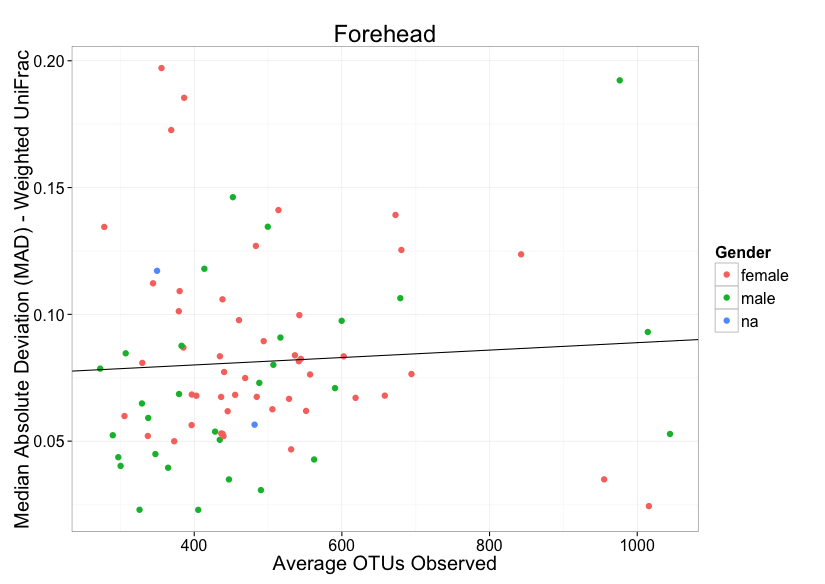 Forehead
Median Absolute Deviation (MAD) - Weighted UniFrac
0.20
0.15
0.10
0.05
400
600
800
1000
Average OTUs Observed
Gender
female
male
na